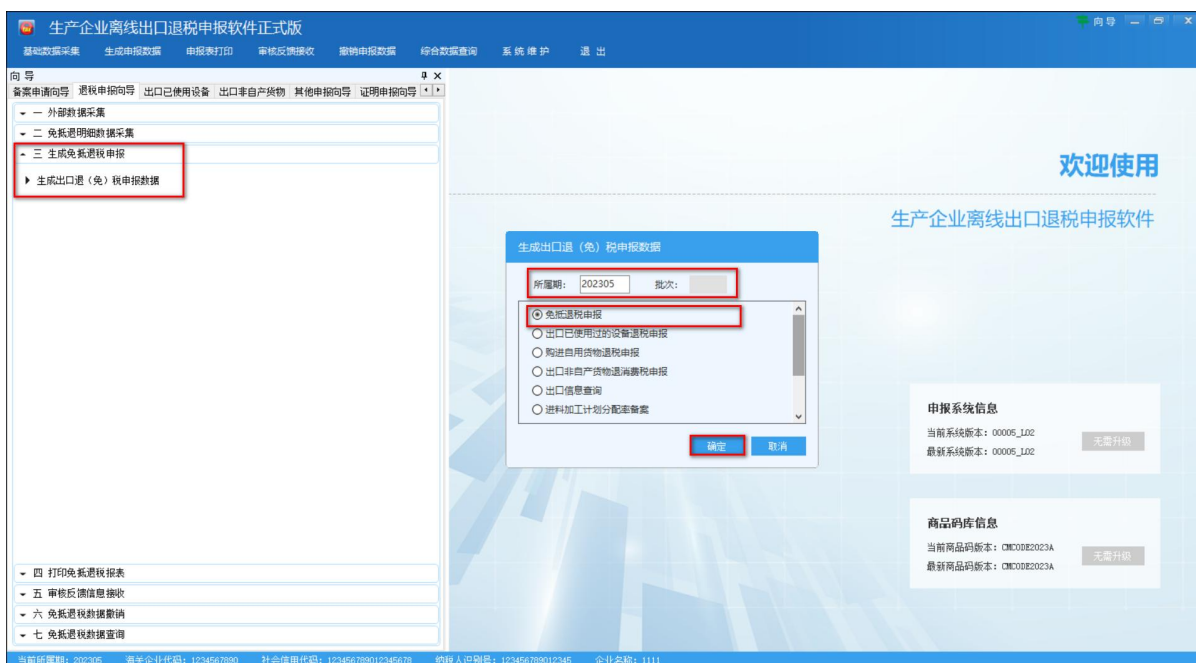 生产企业离线出口退税申报软件正式版
向导
基础数据采集 生成申报数据 申报表打印 审核反馈接收 撤销申报数据 综合数据查询 系统维护 退出
向导
备案申请向导 退税申报向导 出口已使用设备 出口非自产货物 其他申报向导 证明申报向导
一 外部数据采集
二 免抵退明细数据采集
三 生成免抵退税申报
生成出口退（免）税申报数据
欢迎使用
生产企业离线出口退税申报软件
生成出口退（免）税申报数据
所属期： 202305 批次：
免抵退税申报
出口已使用过的设备退税申报
购进自用货物退税申报
出口非自产货物退消费税申报
出口信息查询
进料加工计划分配率备案
确定 取消
申报系统信息
当前系统版本：00005_L02
最新系统版本：00005_L02
无需升级
商品码库信息
当前商品码版本：CMCODE2023A
最新商品码版本：CMCODE2023A
无需升级
四 打印免抵退税报表
五 审核反馈信息接收
六 免抵退税数据撤销
七 免抵退税数据查询
当前所属期：202305 海关企业代码：1234567890 社会信用代码：123456789012345678 纳税人识别号：123456789012345 企业名称：1111